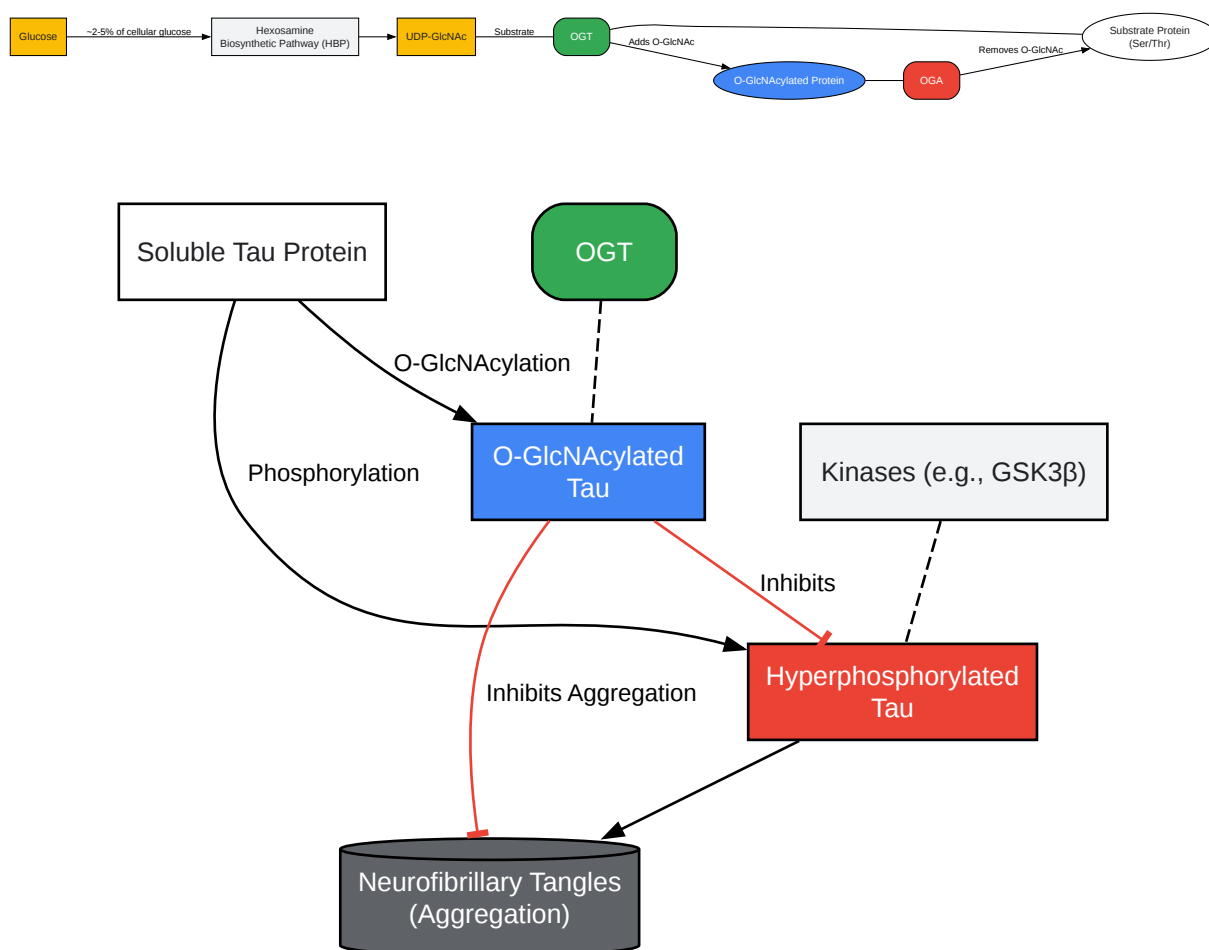 Glucose
~2-5% of cellular glucose
Hexosamine
Biosynthetic Pathway (HBP)
UDP-GlcNAc
Substrate
OGT
Adds O-GlcNAc
O-GlcNAcylated Protein
OGA
Removes O-GlcNAc
Substrate Protein
(Ser/Thr)
Soluble Tau Protein
OGT
O-GlcNAcylation
Phosphorylation
O-GlcNAcylated
Tau
Kinases (e.g., GSK3β)
Inhibits
Inhibits Aggregation
Hyperphosphorylated
Tau
Neurofibrillary Tangles
(Aggregation)